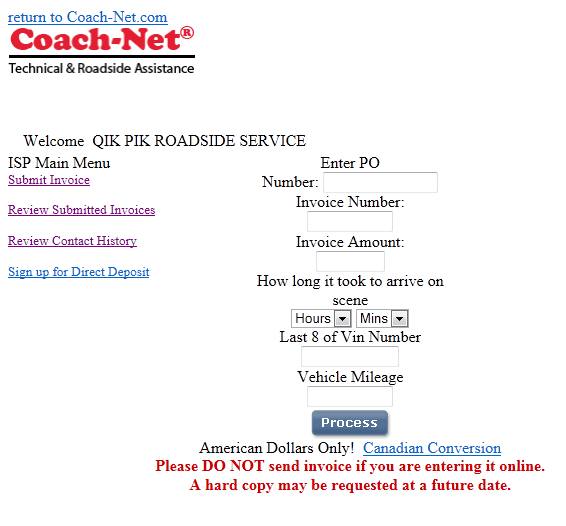 return to Coach-Net.com
Coach-Net®
Technical & Roadside Assistance
Welcome QIK PIK ROADSIDE SERVICE
ISP Main Menu
Submit Invoice
Review Submitted Invoices
Review Contact History
Sign up for Direct Deposit
Enter PO
Number:
Invoice Number:
Invoice Amount:
How long it took to arrive on
scene
Hours Mins
Last 8 of Vin Number
Vehicle Mileage
Process
American Dollars Only! Canadian Conversion
Please DO NOT send invoice if you are entering it online.
A hard copy may be requested at a future date.